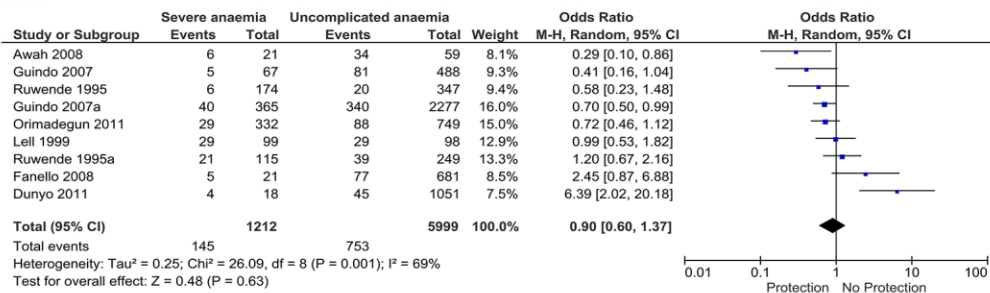 Severe anaemia Uncomplicated anaemia Odds Ratio Odds Ratio
Study or Subgroup Events Total Events Total Weight M-H, Random, 95% CI M-H, Random, 95% CI
Awah 2008 6 21 34 59 8.1% 0.29 [0.10, 0.86]
Guindo 2007 5 67 81 488 9.3% 0.41 [0.16, 1.04]
Ruwende 1995 6 174 20 347 9.4% 0.58 [0.23, 1.48]
Guindo 2007a 40 365 340 2277 16.0% 0.70 [0.50, 0.99]
Orimadegun 2011 29 332 88 749 15.0% 0.72 [0.46, 1.12]
Lell 1999 29 99 29 98 12.9% 0.99 [0.53, 1.82]
Ruwende 1995a 21 115 39 249 13.3% 1.20 [0.67, 2.16]
Fanello 2008 5 21 77 681 8.5% 2.45 [0.87, 6.88]
Dunyo 2011 4 18 45 1051 7.5% 6.39 [2.02, 20.18]
Total (95% CI) 1212 5999 100.0% 0.90 [0.60, 1.37]
Total events 145 753
Heterogeneity: Tau² = 0.25; Chi² = 26.09, df = 8 (P = 0.001); I² = 69%
Test for overall effect: Z = 0.48 (P = 0.63)
0.01 0.1 1 10 100
Protection No Protection